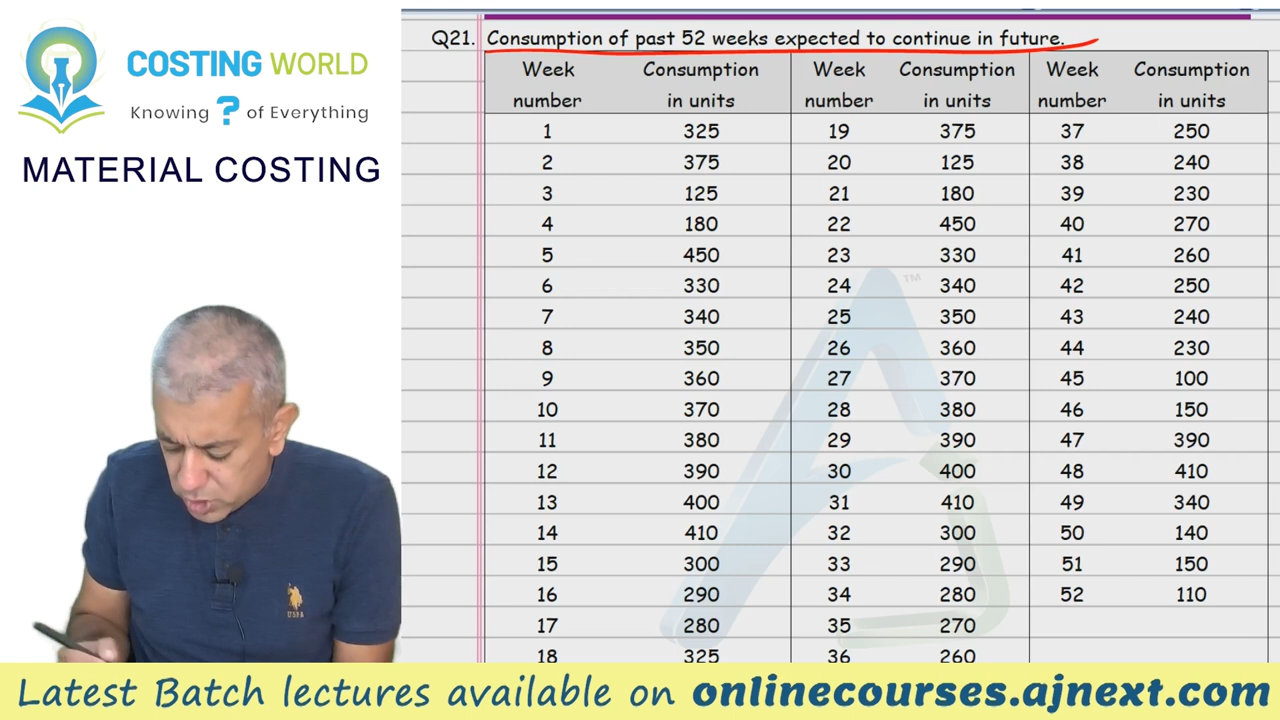 COSTING WORLD
Knowing ? of Everything
MATERIAL COSTING
Q21. Consumption of past 52 weeks expected to continue in future.
Week Consumption Week Consumption Week Consumption
number in units number in units number in units
1 325 19 375 37 250
2 375 20 125 38 240
3 125 21 180 39 230
4 180 22 450 40 270
5 450 23 330 41 260
6 330 24 340 42 250
7 340 25 350 43 240
8 350 26 360 44 230
9 360 27 370 45 100
10 370 28 380 46 150
11 380 29 390 47 390
12 390 30 400 48 410
13 400 31 410 49 340
14 410 32 300 50 140
15 300 33 290 51 150
16 290 34 280 52 110
17 280 35 270
18 325 36 260
TM
USPA
Latest Batch lectures available on onlinecourses.ajnext.com